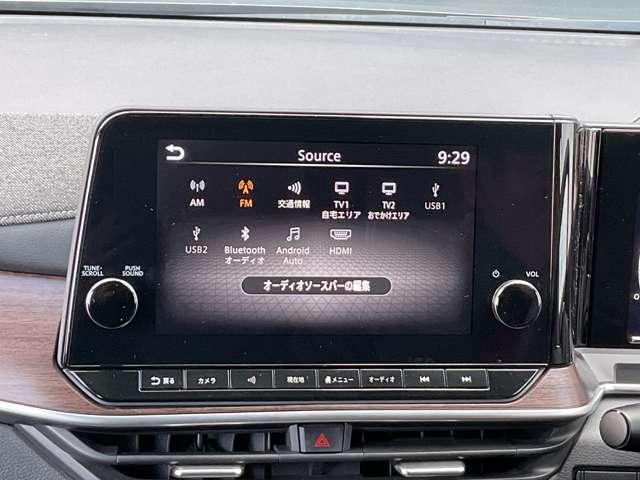 Source 9:29
AM FM 交通情報 TV1 自宅エリア TV2 おでかけエリア USB1
USB2 Bluetooth オーディオ Android Auto HDMI
オーディオソースバーの編集
TUNE・SCROLL PUSH SOUND VOL
戻る カメラ 現在地 メニュー オーディオ